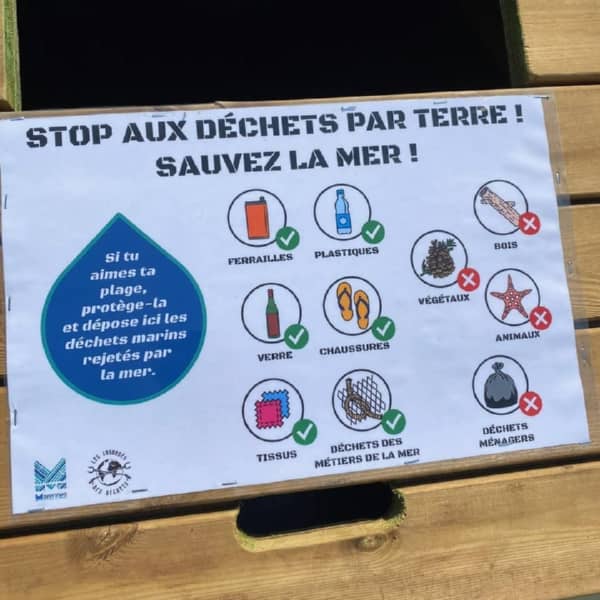 STOP AUX DÉCHETS PAR TERRE !
SAUVEZ LA MER !
Si tu
aimes ta
plage,
protège-la
et dépose ici les
déchets marins
rejetés par
la mer.
FERRAILLES
PLASTIQUES
BOIS
VÉGÉTAUX
VERRE
CHAUSSURES
ANIMAUX
TISSUS
DÉCHETS DES
MÉTIERS DE LA MER
DÉCHETS
MÉNAGERS